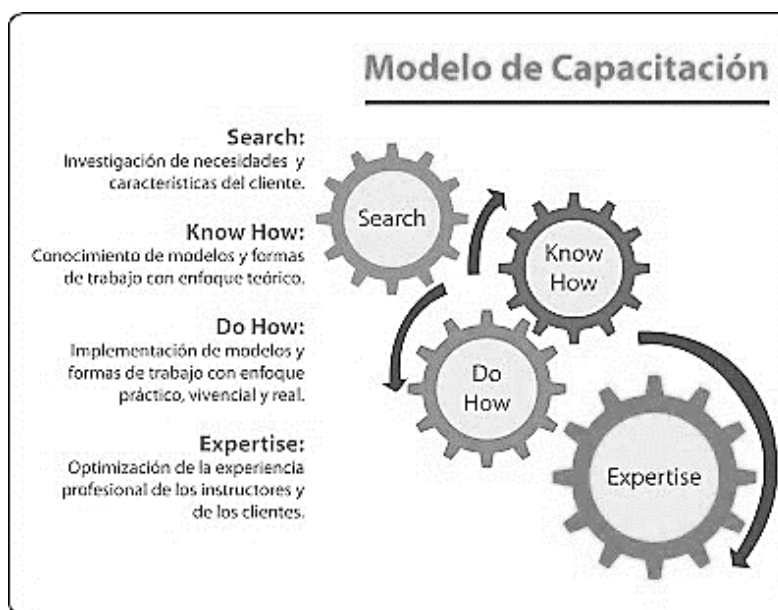 Modelo de Capacitación
Search:
Investigación de necesidades y
características del cliente.
Know How:
Conocimiento de modelos y formas
de trabajo con enfoque teórico.
Do How:
Implementación de modelos y
formas de trabajo con enfoque
práctico, vivencial y real.
Expertise:
Optimización de la experiencia
profesional de los instructores y
de los clientes.
Search
Know
How
Do
How
Expertise